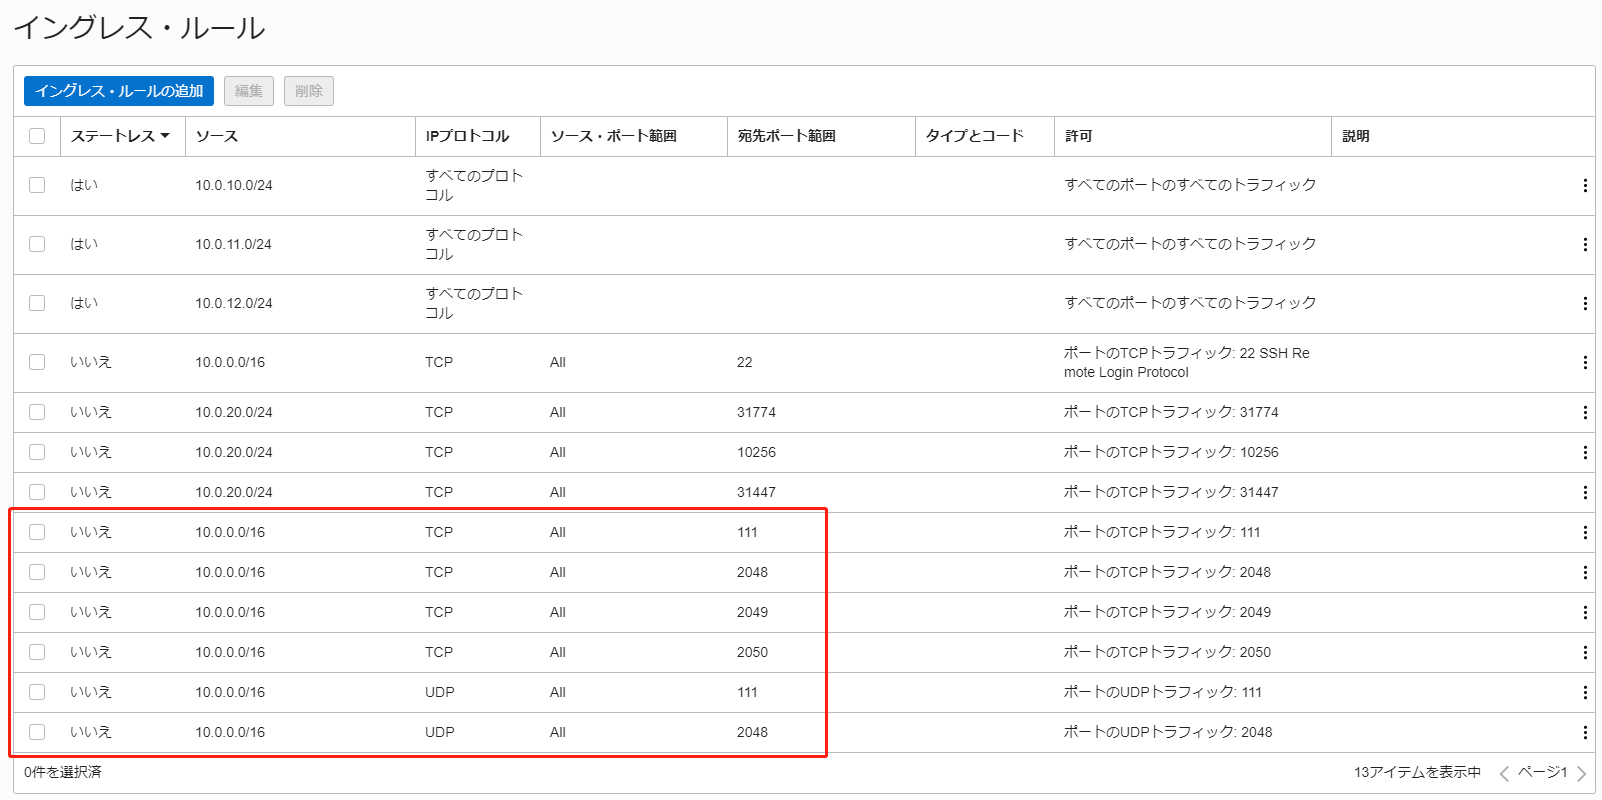 イングレス・ルール
イングレス・ルールの追加 編集 削除
ステートレス ソース IPプロトコル ソース・ポート範囲 宛先ポート範囲 タイプとコード 許可 説明
はい 10.0.10.0/24 すべてのプロト
コル すべてのポートのすべてのトラフィック
はい 10.0.11.0/24 すべてのプロト
コル すべてのポートのすべてのトラフィック
はい 10.0.12.0/24 すべてのプロト
コル すべてのポートのすべてのトラフィック
いいえ 10.0.0.0/16 TCP All 22 ポートのTCPトラフィック: 22 SSH Re
mote Login Protocol
いいえ 10.0.20.0/24 TCP All 31774 ポートのTCPトラフィック: 31774
いいえ 10.0.20.0/24 TCP All 10256 ポートのTCPトラフィック: 10256
いいえ 10.0.20.0/24 TCP All 31447 ポートのTCPトラフィック: 31447
いいえ 10.0.0.0/16 TCP All 111 ポートのTCPトラフィック: 111
いいえ 10.0.0.0/16 TCP All 2048 ポートのTCPトラフィック: 2048
いいえ 10.0.0.0/16 TCP All 2049 ポートのTCPトラフィック: 2049
いいえ 10.0.0.0/16 TCP All 2050 ポートのTCPトラフィック: 2050
いいえ 10.0.0.0/16 UDP All 111 ポートのUDPトラフィック: 111
いいえ 10.0.0.0/16 UDP All 2048 ポートのUDPトラフィック: 2048
0件を選択済 13アイテムを表示中 ページ1